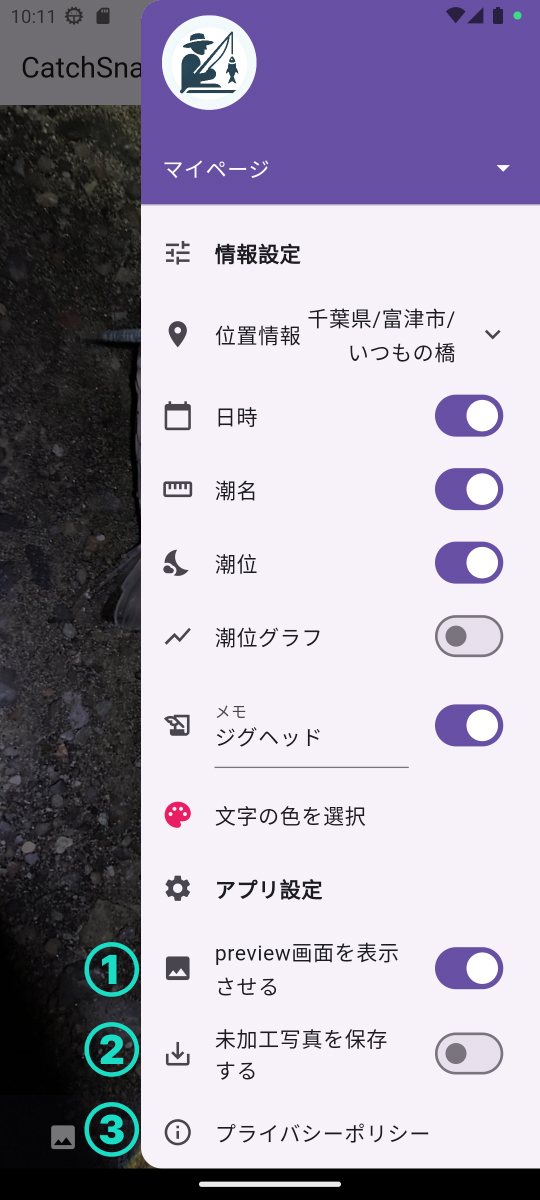 10:11
CatchSna
マイページ
情報設定
位置情報
千葉県/富津市/
いつもの橋
日時
潮名
潮位
潮位グラフ
メモ
ジグヘッド
文字の色を選択
アプリ設定
① preview画面を表示
させる
② 未加工写真を保存
する
③ プライバシーポリシー